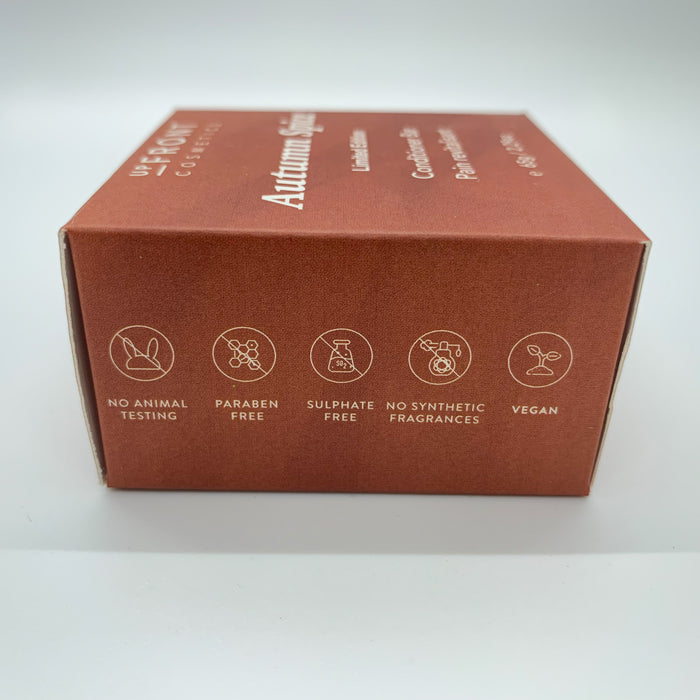 UPFRONT
COSMETICS
Autumn Spice
Limited Edition
Conditioner Bar
NO ANIMAL
TESTING
PARABEN
FREE
SO2
SULPHATE
FREE
NO SYNTHETIC
FRAGRANCES
VEGAN